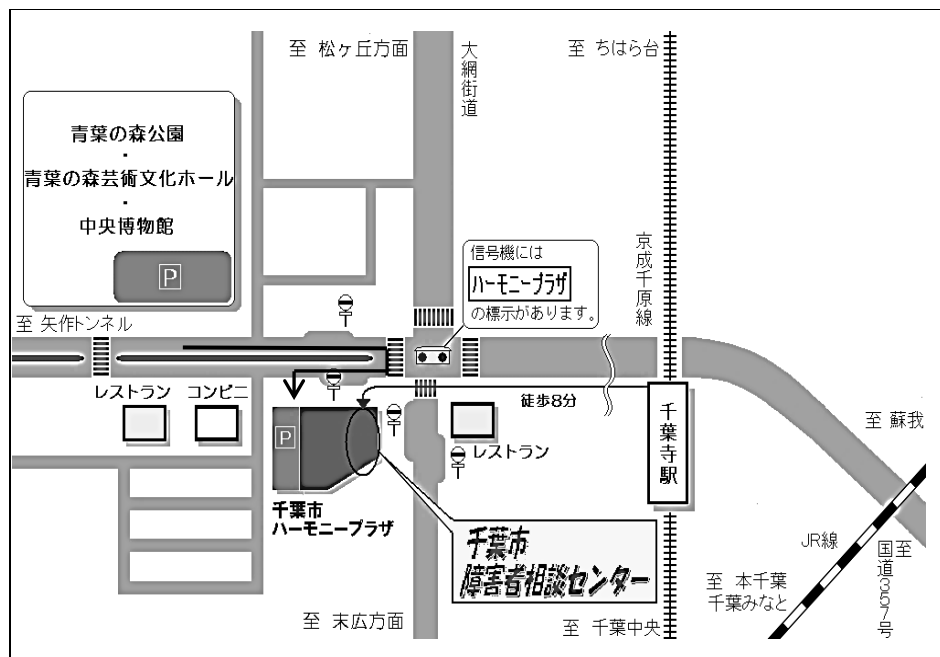 至 松ヶ丘方面
大網街道
至 ちはら台
青葉の森公園
・
青葉の森芸術文化ホール
・
中央博物館
P
信号機には
ハーモニープラザ
の標示があります。
京成千原線
至 矢作トンネル
レストラン
コンビニ
徒歩8分
千葉寺駅
至 蘇我
P
レストラン
千葉市
ハーモニープラザ
千葉市
障害者相談センター
JR線
至 国道357号
至 本千葉
千葉みなと
至 末広方面
至 千葉中央